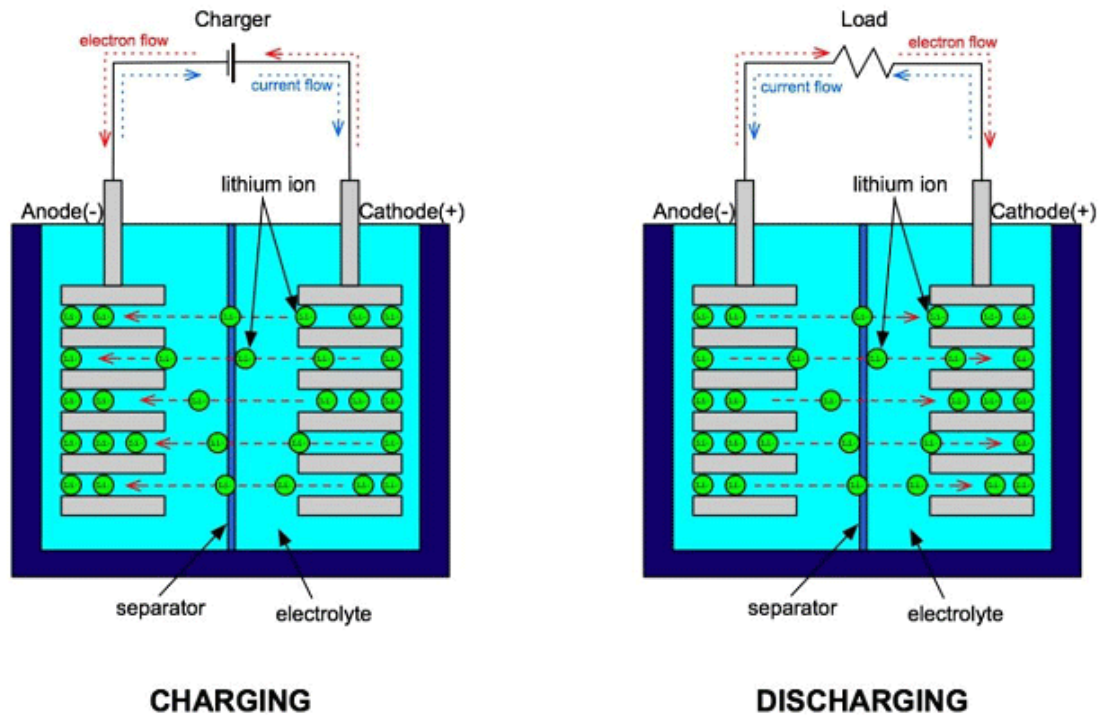 Charger
electron flow
current flow
lithium ion
Anode(-)
Cathode(+)
separator
electrolyte
CHARGING
Load
electron flow
current flow
lithium ion
Anode(-)
Cathode(+)
separator
electrolyte
DISCHARGING